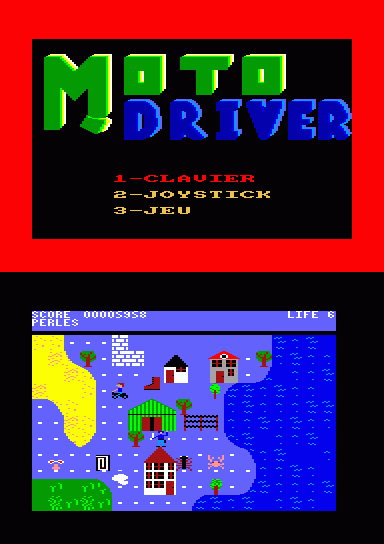 MOTO
DRIVER
1-CLAVIER
2-JOYSTICK
3-JEU
SCORE 00005958 LIFE 6
PERLES